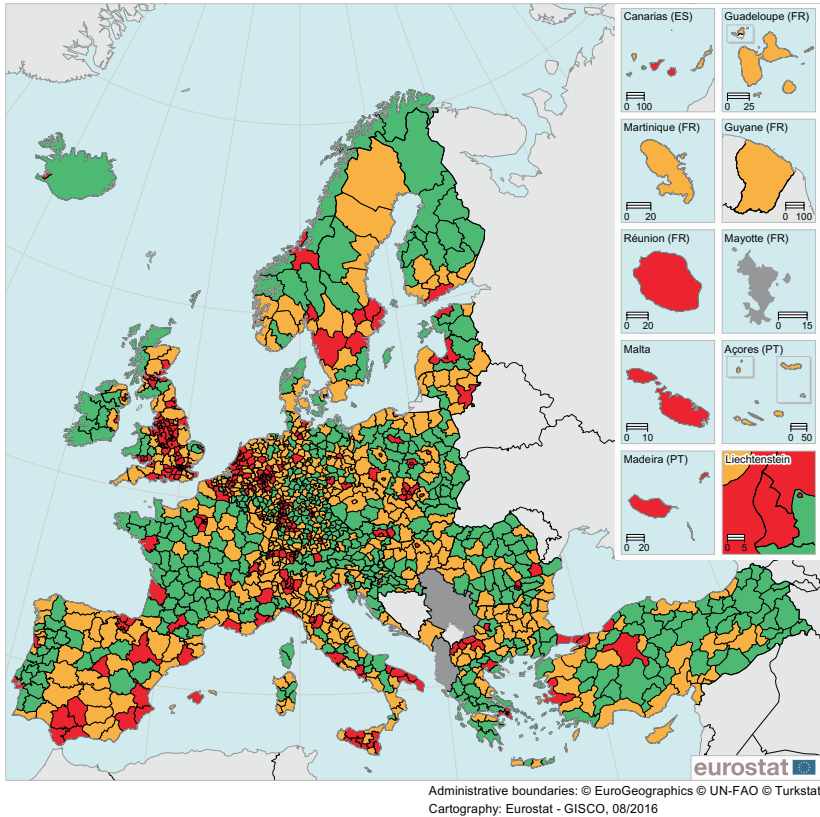 Canarias (ES)
0 100
Guadeloupe (FR)
0 25
Martinique (FR)
0 20
Guyane (FR)
0 100
Réunion (FR)
0 20
Mayotte (FR)
0 15
Malta
0 10
Açores (PT)
0 50
Madeira (PT)
0 20
Liechtenstein
0 5
eurostat
Administrative boundaries: © EuroGeographics © UN-FAO © Turkstat
Cartography: Eurostat - GISCO, 08/2016